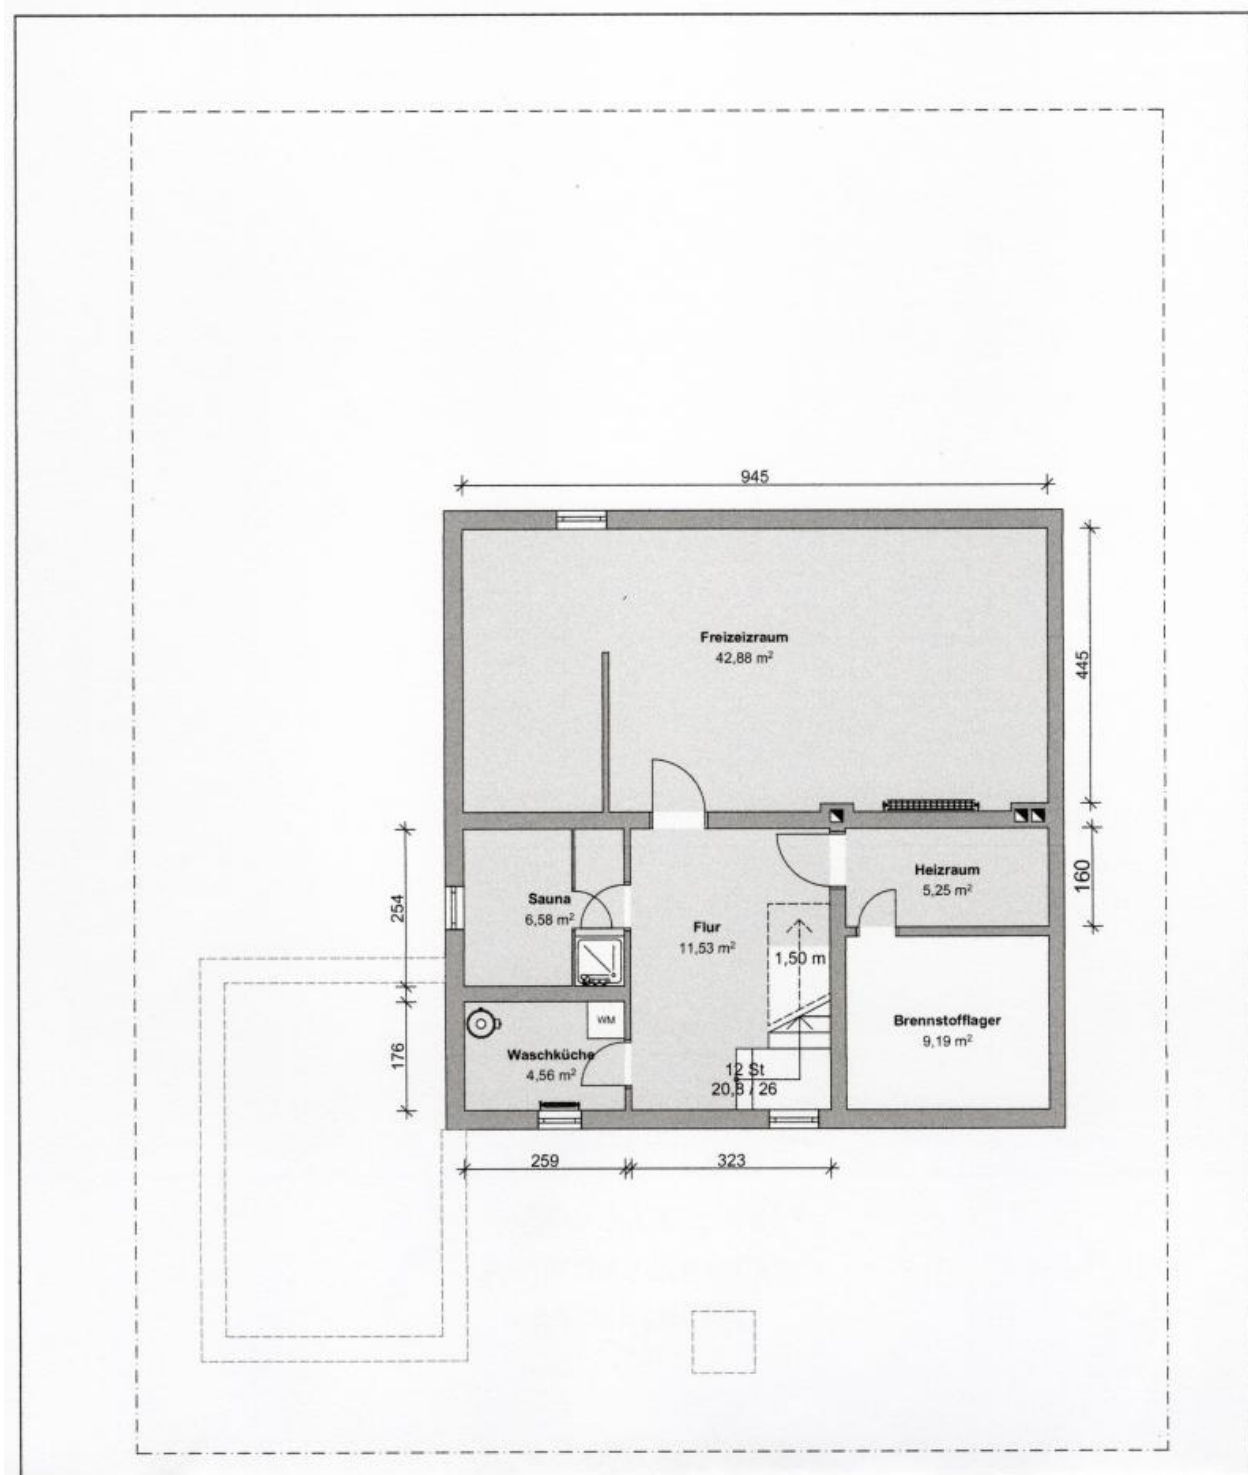 945
Freizeizraum
42,88 m²
445
Sauna
6,58 m²
254
Flur
11,53 m²
Heizraum
5,25 m²
160
1,50 m
WM
Waschküche
4,56 m²
176
12 St
20,8 / 26
Brennstofflager
9,19 m²
259
323